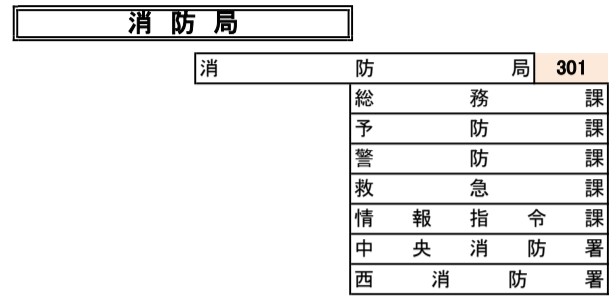 消防局
消防局 301
総務課
予防課
警防課
救急課
情報指令課
中央消防署
西消防署